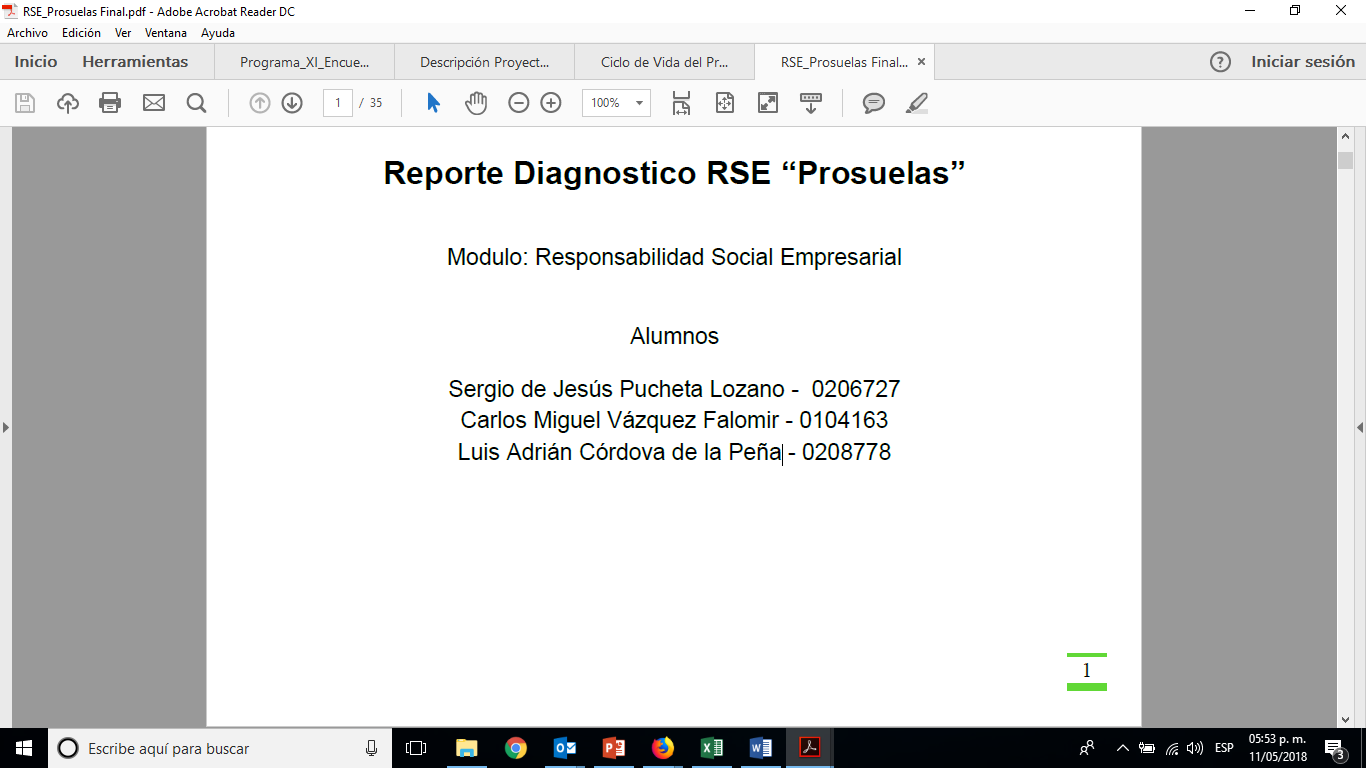 RSE_Prosuelas Final.pdf - Adobe Acrobat Reader DC
Archivo Edición Ver Ventana Ayuda
Inicio Herramientas Programa_XI_Encue... Descripción Proyect... Ciclo de Vida del Pr... RSE_Prosuelas Final... × ? Iniciar sesión
1 / 35 100%
Reporte Diagnostico RSE “Prosuelas”
Modulo: Responsabilidad Social Empresarial
Alumnos
Sergio de Jesús Pucheta Lozano - 0206727
Carlos Miguel Vázquez Falomir - 0104163
Luis Adrián Córdova de la Peña - 0208778
1
Escribe aquí para buscar
ESP
05:53 p. m.
11/05/2018
3